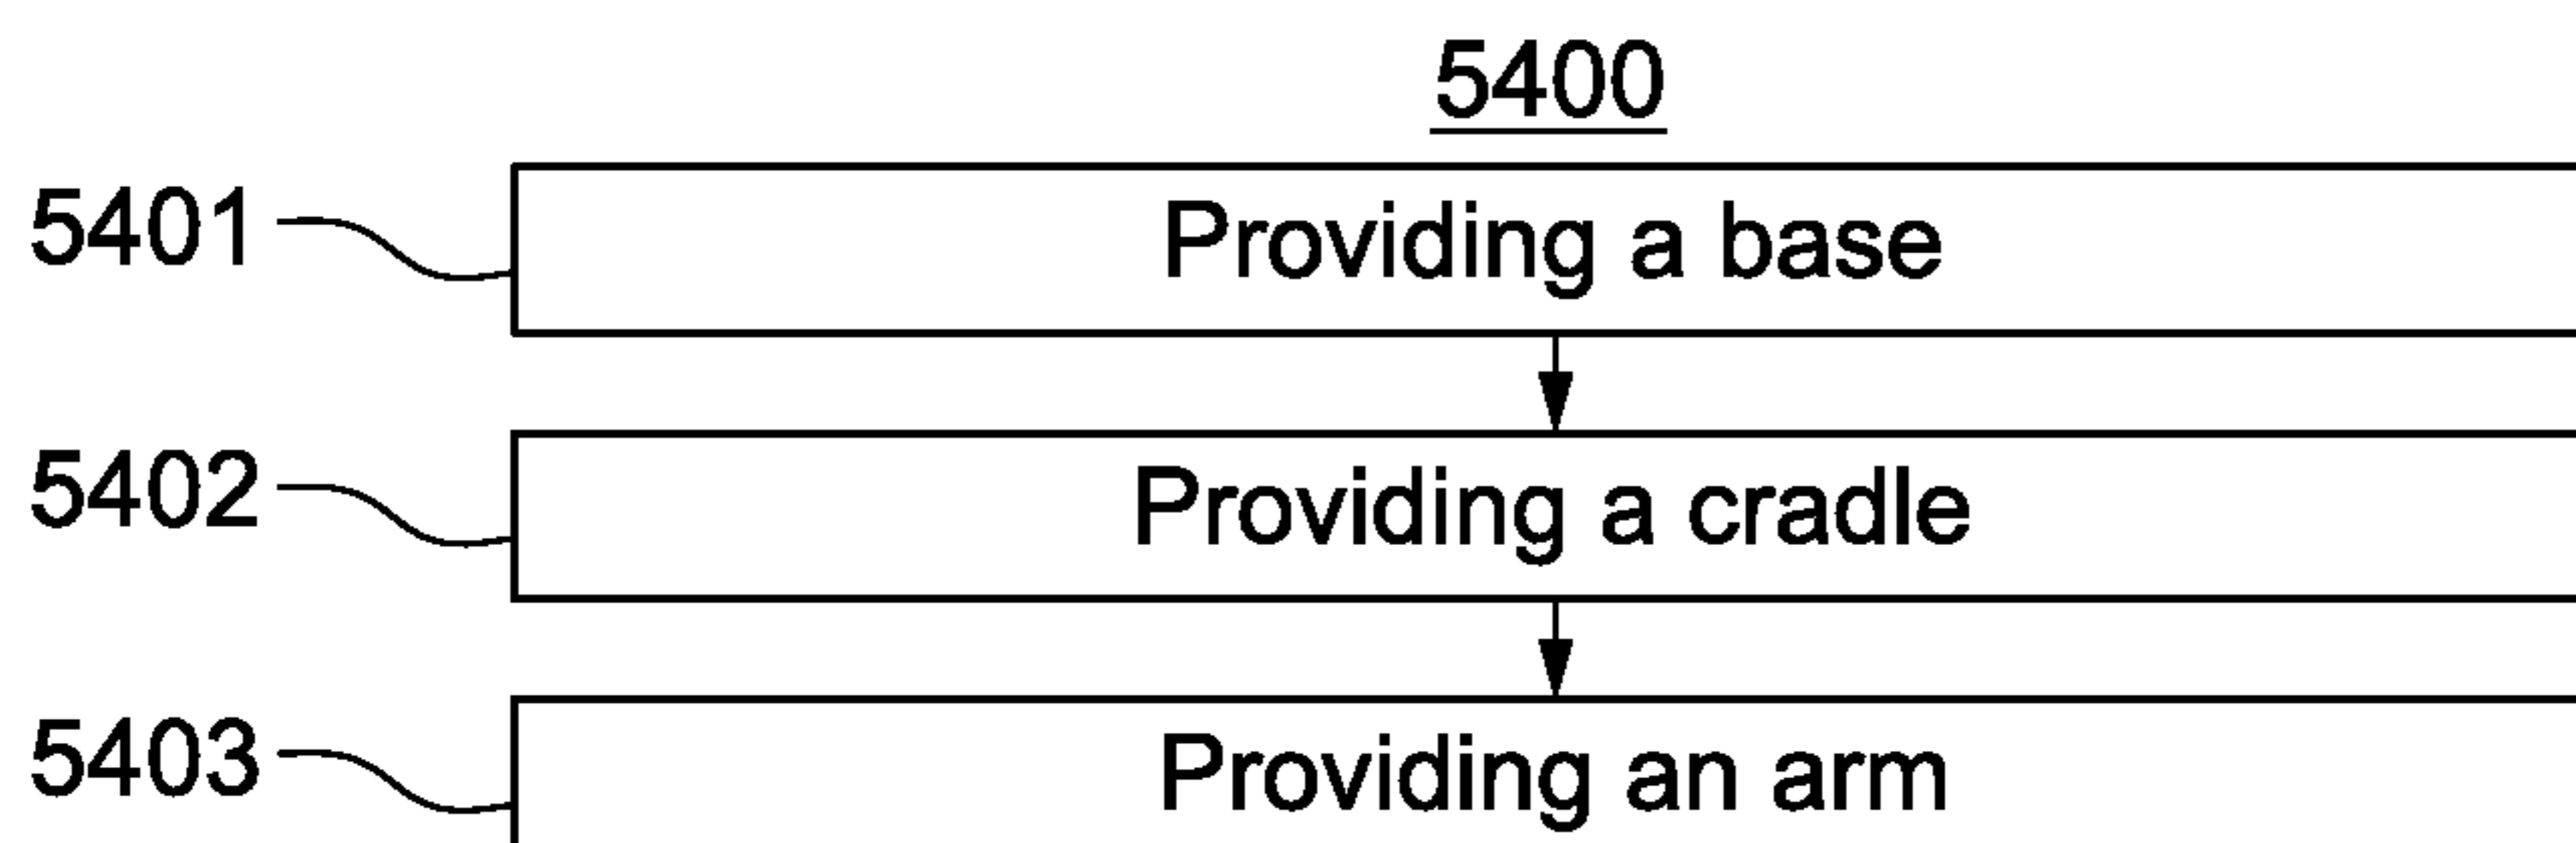 5400
5401 Providing a base
5402 Providing a cradle
5403 Providing an arm